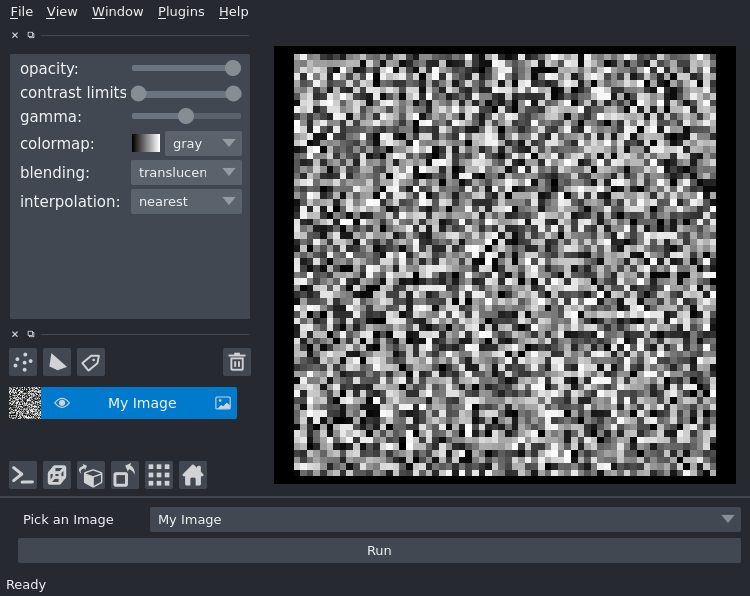 File View Window Plugins Help
opacity:
contrast limits
gamma:
colormap: gray
blending: translucen
interpolation: nearest
My Image
Pick an Image My Image
Run
Ready